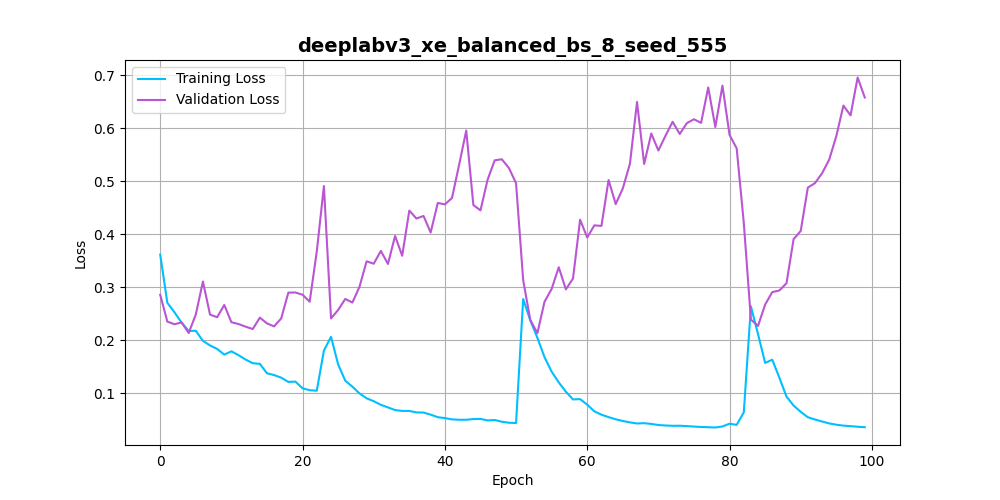 deeplabv3_xe_balanced_bs_8_seed_555
Training Loss
Validation Loss
Loss
0.7
0.6
0.5
0.4
0.3
0.2
0.1
0
20
40
60
80
100
Epoch